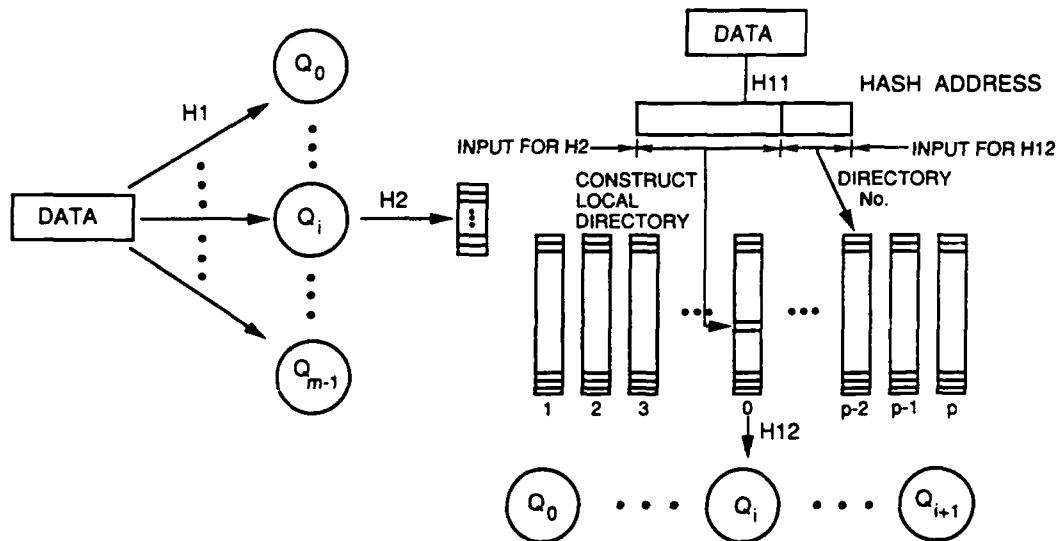 Q0
H1
DATA
Qi
H2
Qm-1
DATA
H11
HASH ADDRESS
INPUT FOR H2
INPUT FOR H12
CONSTRUCT
LOCAL
DIRECTORY
DIRECTORY
No.
1 2 3 0 p-2 p-1 p
H12
Q0 Qi Qi+1